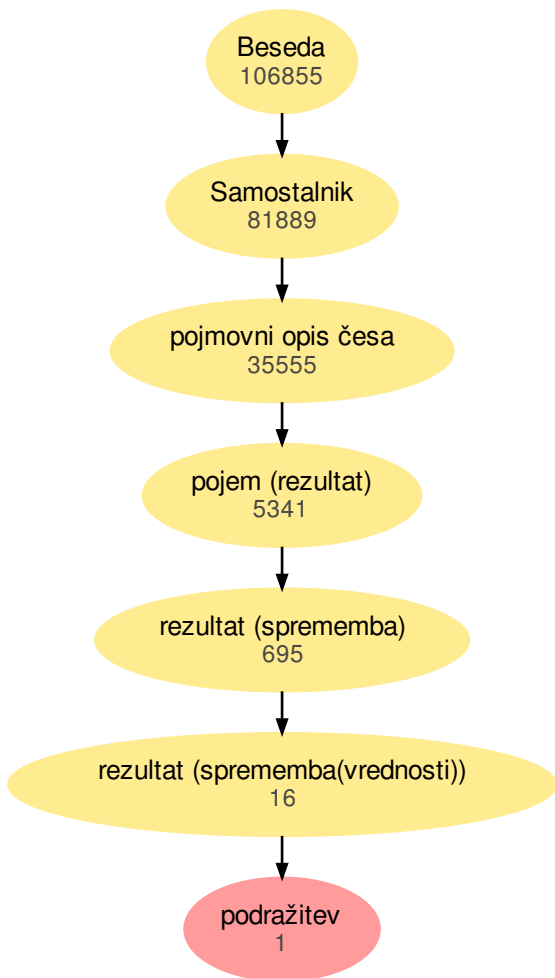 Beseda
106855
Samostalnik
81889
pojmovni opis česa
35555
pojem (rezultat)
5341
rezultat (sprememba)
695
rezultat (sprememba(vrednosti))
16
podražitev
1